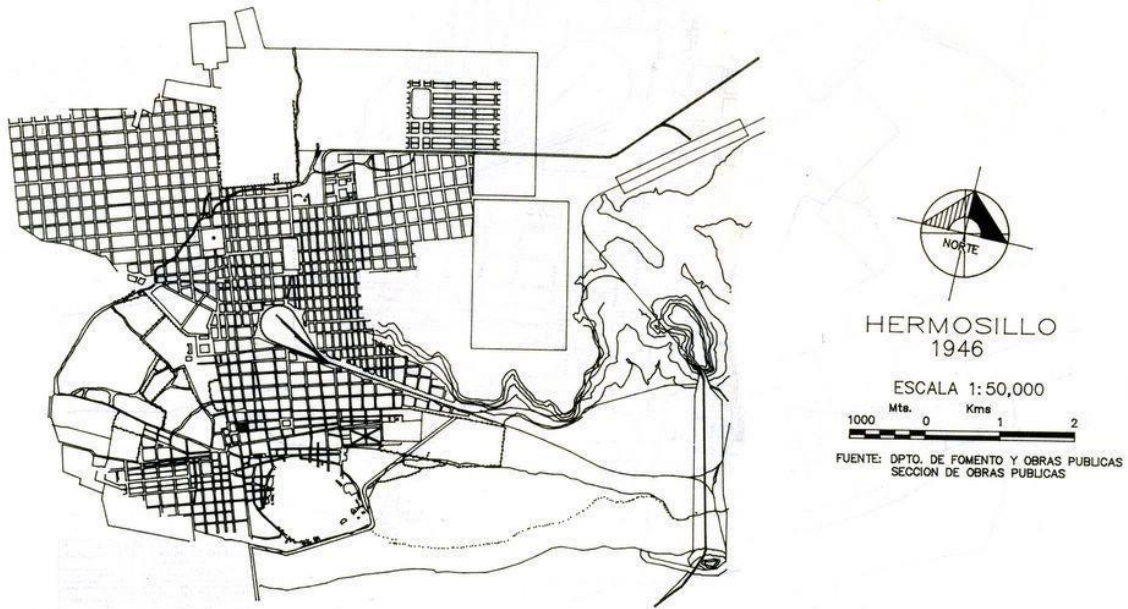 NORTE
HERMOSILLO
1946
ESCALA 1:50,000
Mts. Kms
1000 0 1 2
FUENTE: DPTO. DE FOMENTO Y OBRAS PUBLICAS
SECCION DE OBRAS PUBLICAS